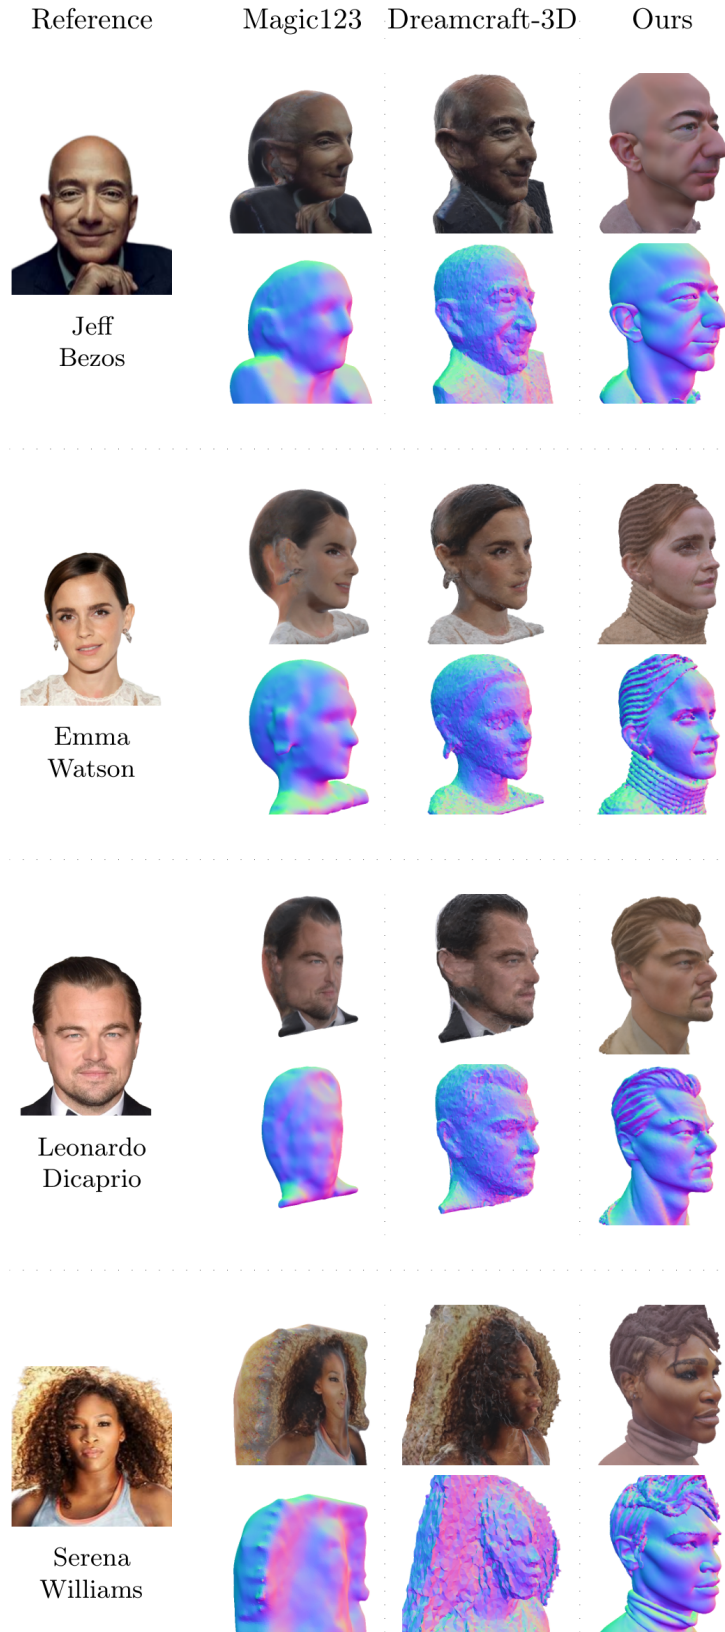 Reference Magic123 Dreamcraft-3D Ours
Jeff
Bezos
Emma
Watson
Leonardo
Dicaprio
Serena
Williams